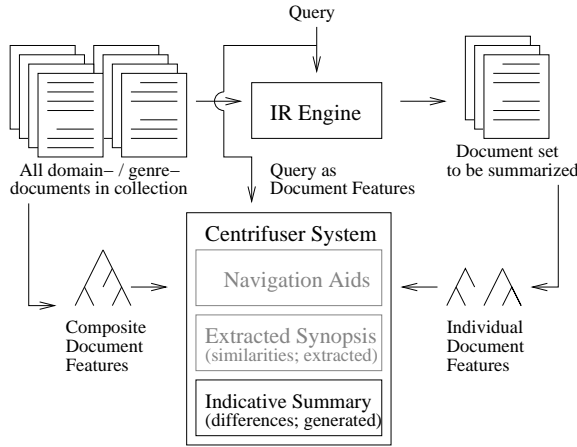 Query
IR Engine
All domain− / genre−
documents in collection
Query as
Document Features
Document set
to be summarized
Centrifuser System
Navigation Aids
Extracted Synopsis
(similarities; extracted)
Indicative Summary
(differences; generated)
Composite
Document
Features
Individual
Document
Features